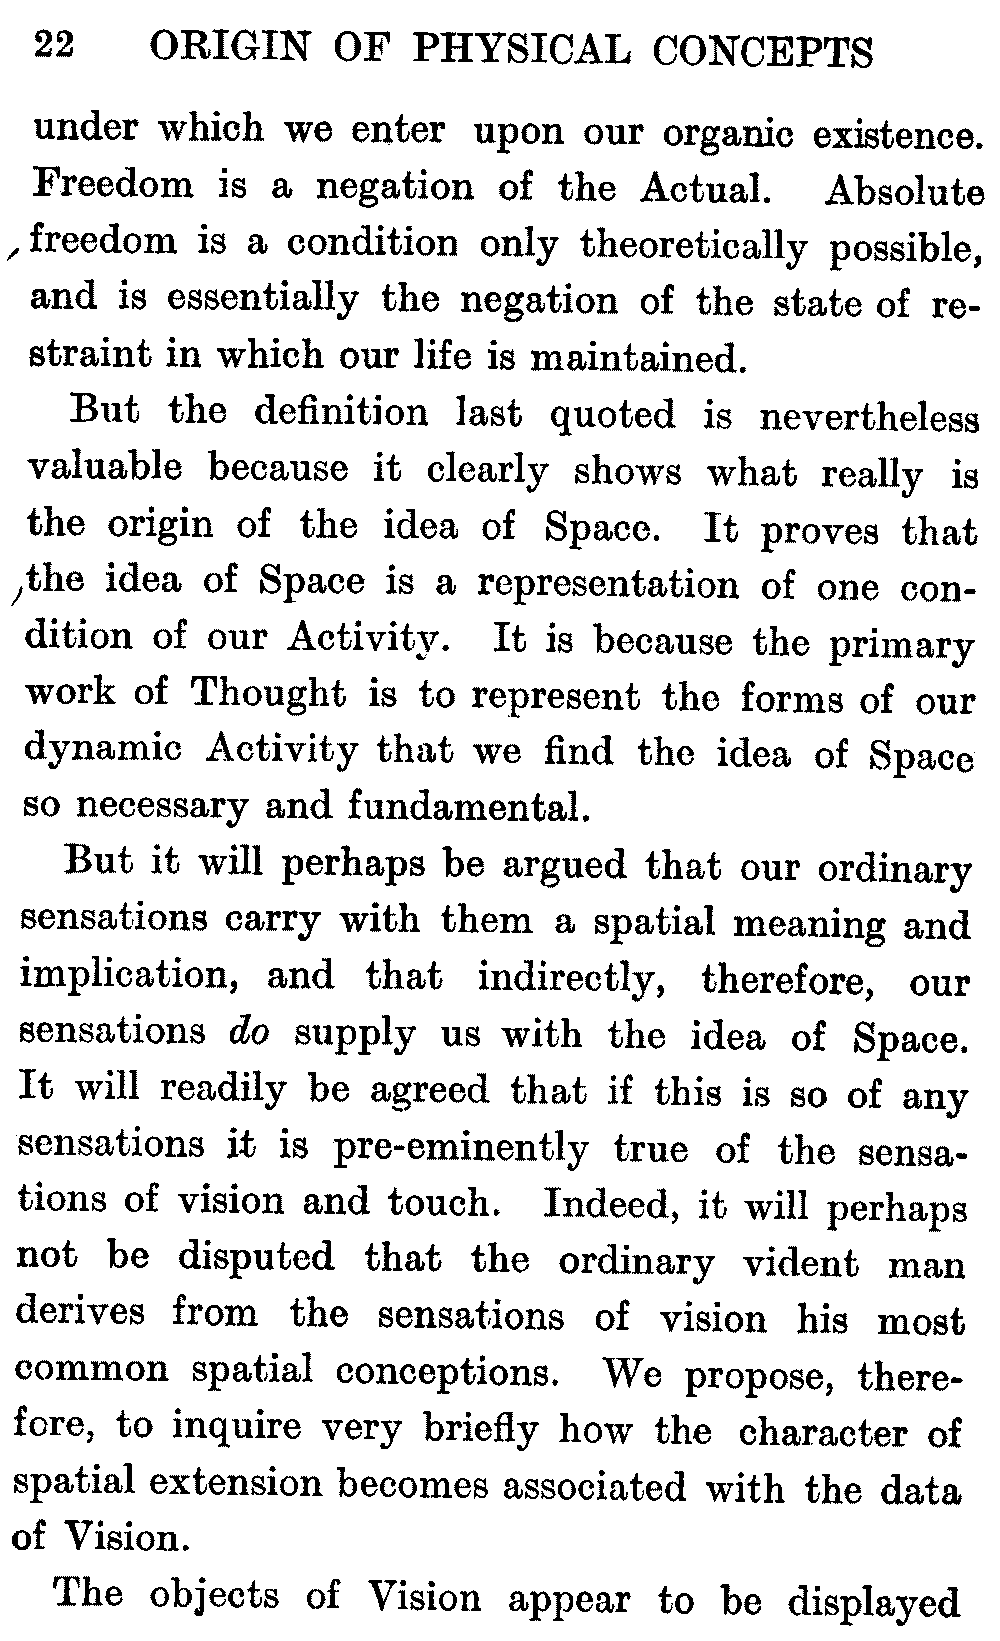 22 ORIGIN OF PHYSICAL CONCEPTS
under which we enter upon our organic existence.
Freedom is a negation of the Actual. Absolute
freedom is a condition only theoretically possible,
and is essentially the negation of the state of re-
straint in which our life is maintained.
But the definition last quoted is nevertheless
valuable because it clearly shows what really is
the origin of the idea of Space. It proves that
the idea of Space is a representation of one con-
dition of our Activity. It is because the primary
work of Thought is to represent the forms of our
dynamic Activity that we find the idea of Space
so necessary and fundamental.
But it will perhaps be argued that our ordinary
sensations carry with them a spatial meaning and
implication, and that indirectly, therefore, our
sensations do supply us with the idea of Space.
It will readily be agreed that if this is so of any
sensations it is pre-eminently true of the sensa-
tions of vision and touch. Indeed, it will perhaps
not be disputed that the ordinary vident man
derives from the sensations of vision his most
common spatial conceptions. We propose, there-
fore, to inquire very briefly how the character of
spatial extension becomes associated with the data
of Vision.
The objects of Vision appear to be displayed